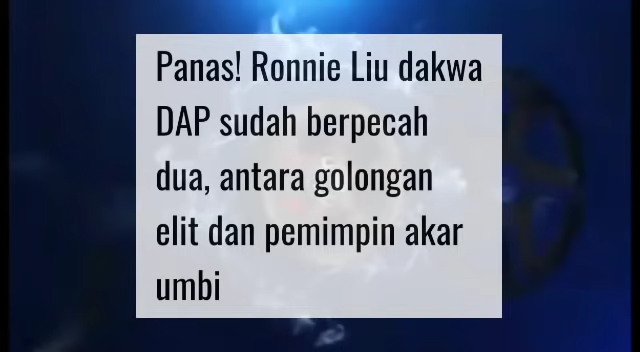 Panas! Ronnie Liu dakwa
DAP sudah berpecah
dua, antara golongan
elit dan pemimpin akar
umbi